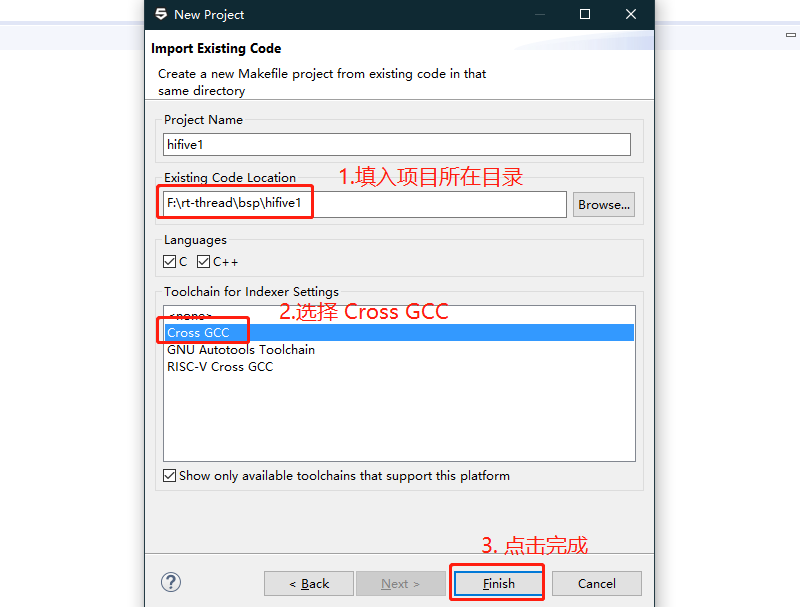 New Project
Import Existing Code
Create a new Makefile project from existing code in that
same directory
Project Name
hifive1
Existing Code Location
1.填入项目所在目录
F:\rt-thread\bsp\hifive1
Browse...
Languages
C C++
Toolchain for Indexer Settings
<none>
2.选择 Cross GCC
Cross GCC
GNU Autotools Toolchain
RISC-V Cross GCC
Show only available toolchains that support this platform
3. 点击完成
< Back Next > Finish Cancel